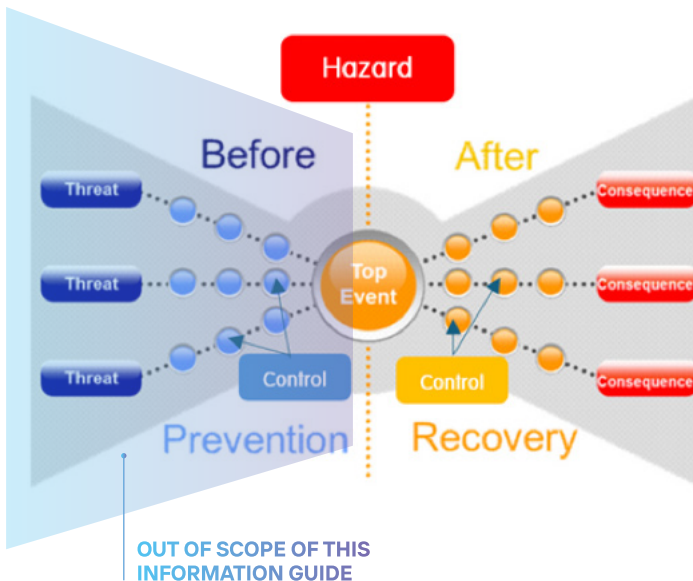 Hazard
Before
After
Threat
Consequence
Threat
Top
Event
Consequence
Threat
Control
Control
Consequence
Prevention
Recovery
OUT OF SCOPE OF THIS
INFORMATION GUIDE